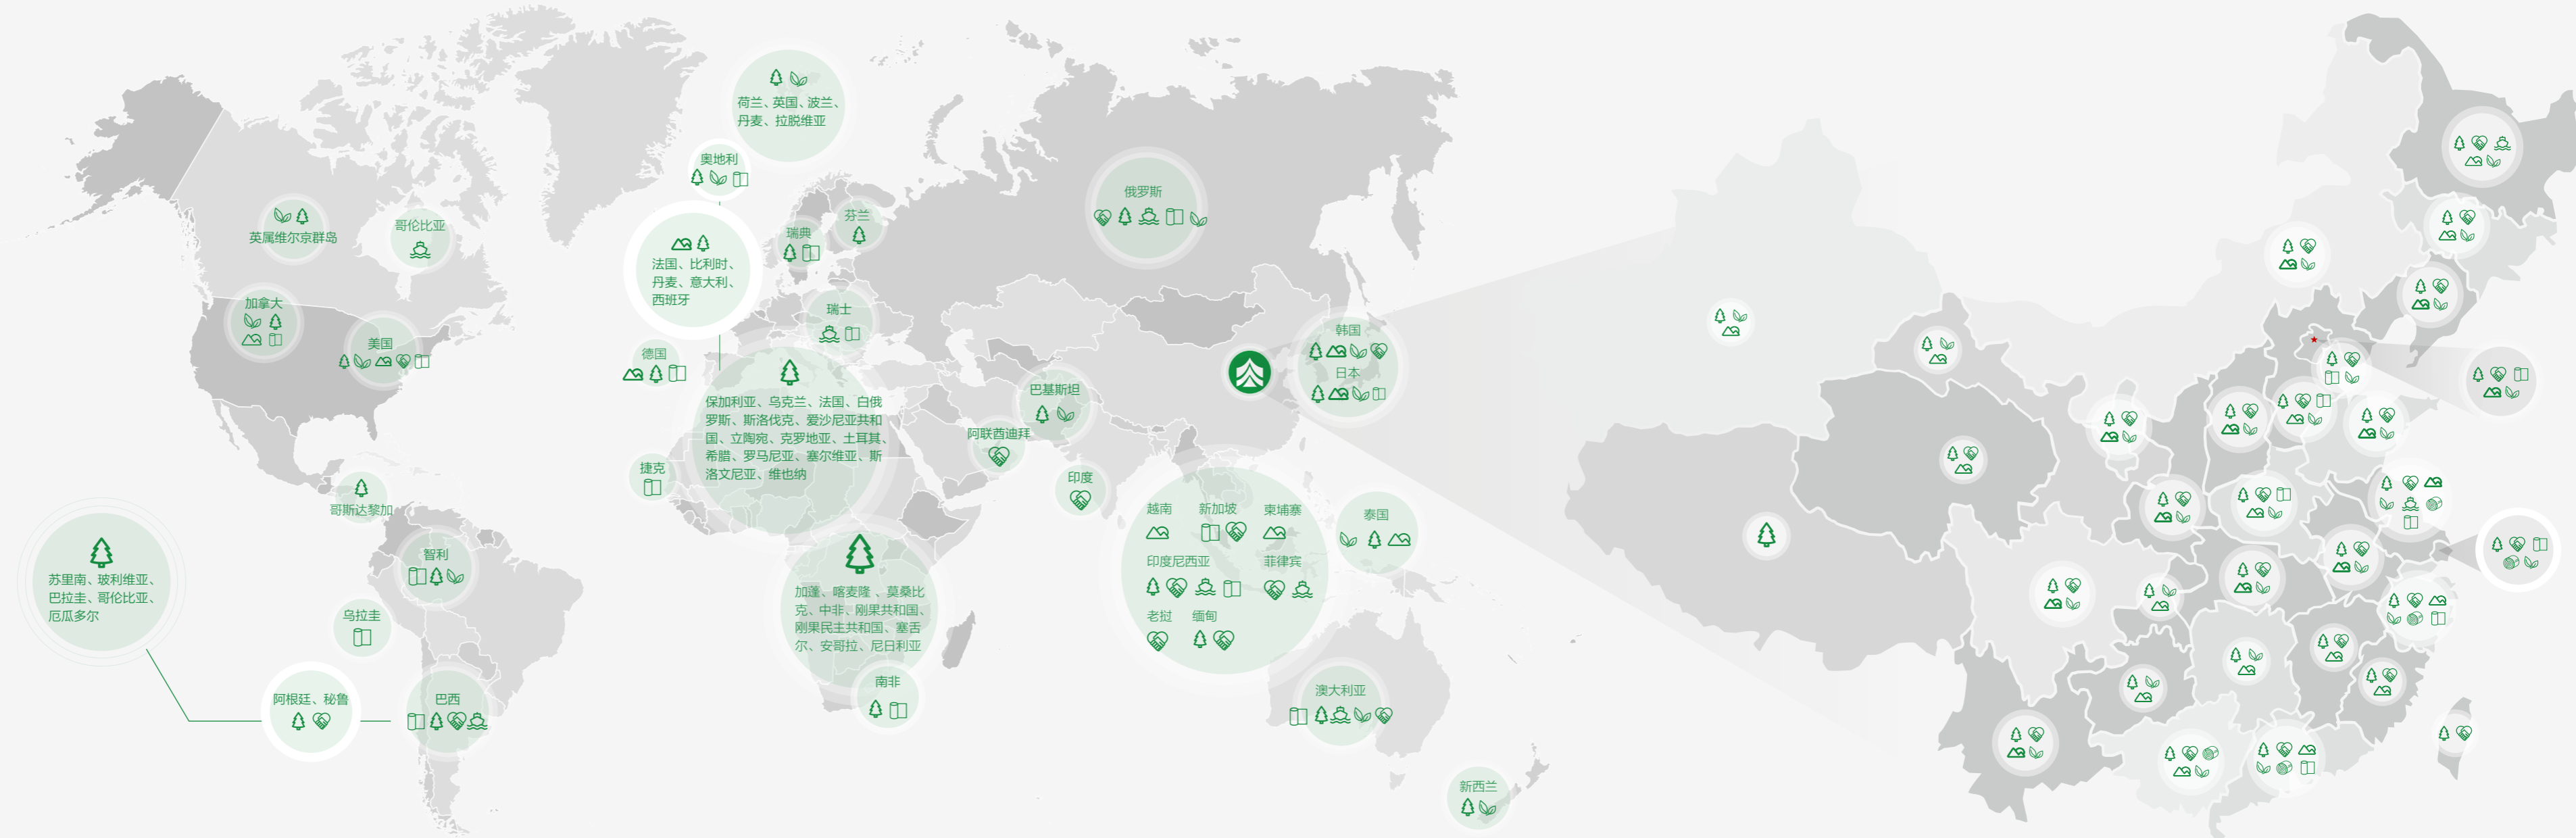 荷兰、英国、波兰、
丹麦、拉脱维亚
奥地利
俄罗斯
英属维尔京群岛
哥伦比亚
芬兰
瑞典
法国、比利时、
丹麦、意大利、
西班牙
加拿大
美国
瑞士
德国
韩国
日本
巴基斯坦
保加利亚、乌克兰、法国、白俄
罗斯、斯洛伐克、爱沙尼亚共和
国、立陶宛、克罗地亚、土耳其、
希腊、罗马尼亚、塞尔维亚、斯
洛文尼亚、维也纳
阿联酋迪拜
捷克
印度
哥斯达黎加
越南
新加坡
柬埔寨
泰国
智利
印度尼西亚
菲律宾
苏里南、玻利维亚、
巴拉圭、哥伦比亚、
厄瓜多尔
加蓬、喀麦隆 、莫桑比
克、中非、刚果共和国、
刚果民主共和国、塞舌
尔、安哥拉、尼日利亚
乌拉圭
老挝
缅甸
南非
阿根廷、秘鲁
巴西
澳大利亚
新西兰